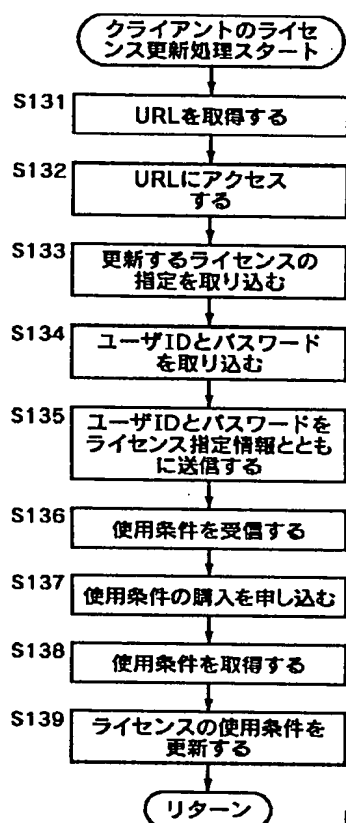 クライアントのライセ
ンス更新処理スタート
S131
URLを取得する
S132
URLにアクセス
する
S133
更新するライセンスの
指定を取り込む
S134
ユーザIDとパスワード
を取り込む
S135
ユーザIDとパスワードを
ライセンス指定情報ととも
に送信する
S136
使用条件を受信する
S137
使用条件の購入を申し込む
S138
使用条件を取得する
S139
ライセンスの使用条件を
更新する
リターン